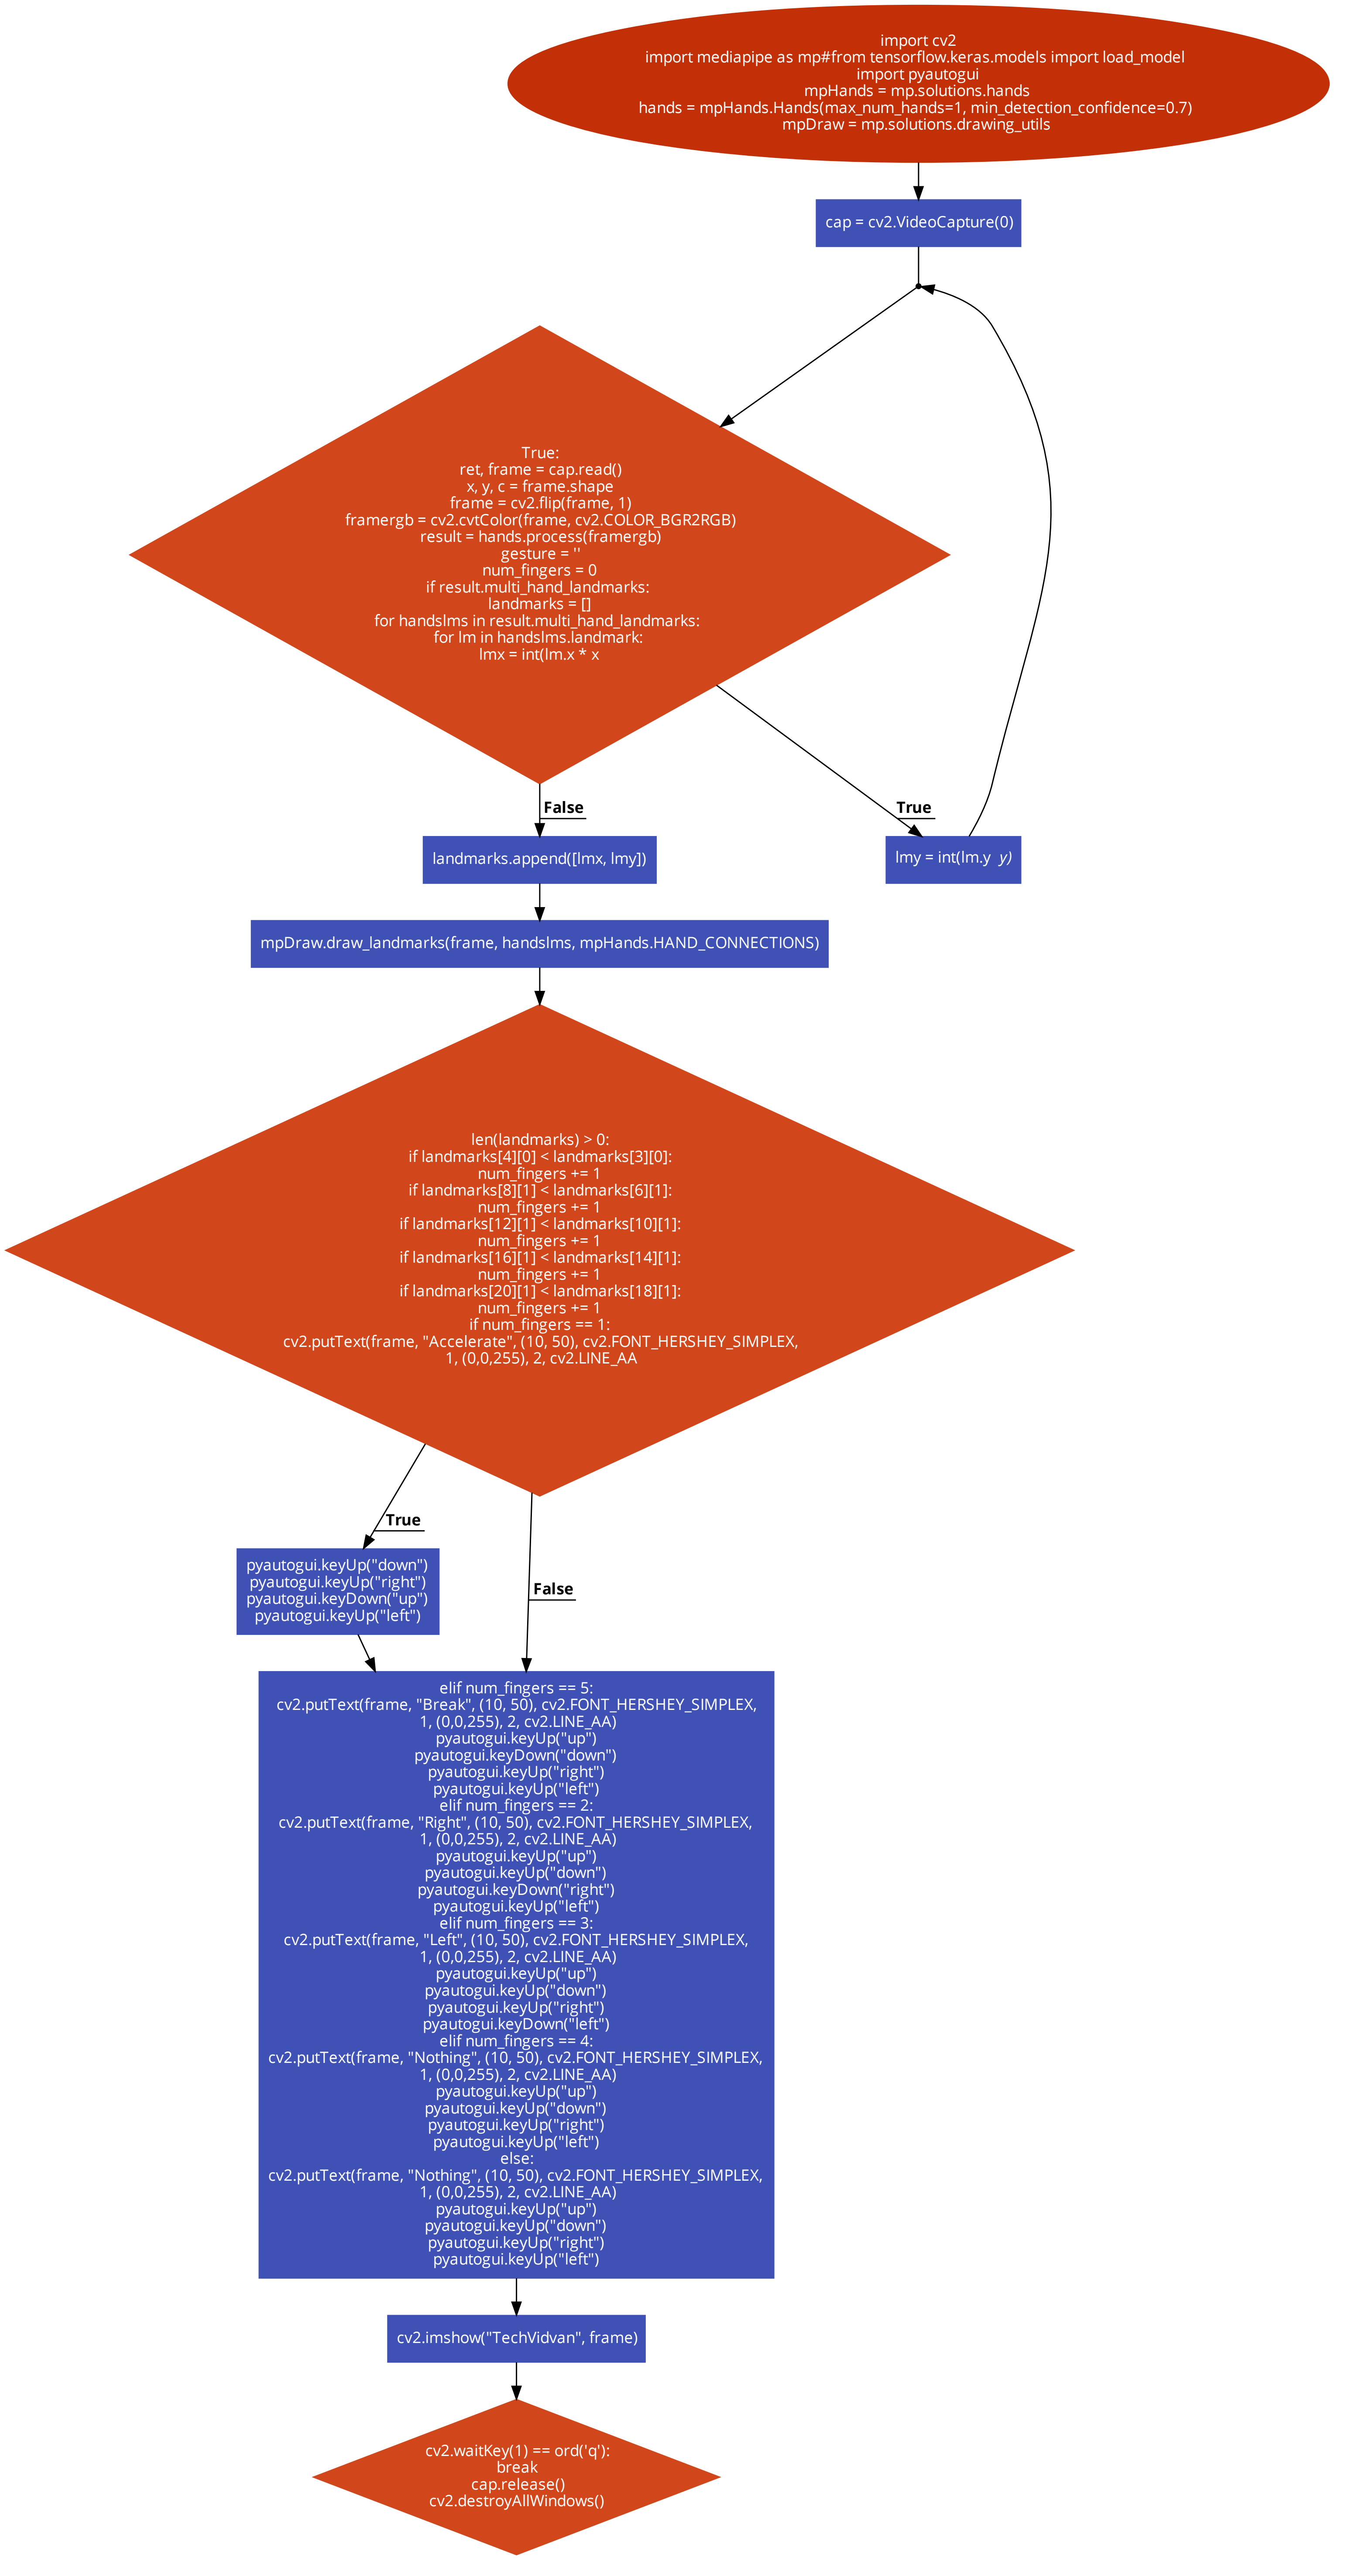 import cv2
import mediapipe as mp#from tensorflow.keras.models import load_model
import pyautogui
mpHands = mp.solutions.hands
hands = mpHands.Hands(max_num_hands=1, min_detection_confidence=0.7)
mpDraw = mp.solutions.drawing_utils
cap = cv2.VideoCapture(0)
True:
ret, frame = cap.read()
x, y, c = frame.shape
frame = cv2.flip(frame, 1)
framergb = cv2.cvtColor(frame, cv2.COLOR_BGR2RGB)
result = hands.process(framergb)
gesture = ''
num_fingers = 0
if result.multi_hand_landmarks:
landmarks = []
for handslms in result.multi_hand_landmarks:
for lm in handslms.landmark:
lmx = int(lm.x * x
False
True
landmarks.append([lmx, lmy])
lmy = int(lm.y  y)
mpDraw.draw_landmarks(frame, handslms, mpHands.HAND_CONNECTIONS)
len(landmarks) > 0:
if landmarks[4][0] < landmarks[3][0]:
num_fingers += 1
if landmarks[8][1] < landmarks[6][1]:
num_fingers += 1
if landmarks[12][1] < landmarks[10][1]:
num_fingers += 1
if landmarks[16][1] < landmarks[14][1]:
num_fingers += 1
if landmarks[20][1] < landmarks[18][1]:
num_fingers += 1
if num_fingers == 1:
cv2.putText(frame, "Accelerate", (10, 50), cv2.FONT_HERSHEY_SIMPLEX,
1, (0,0,255), 2, cv2.LINE_AA
True
pyautogui.keyUp("down")
pyautogui.keyUp("right")
pyautogui.keyDown("up")
pyautogui.keyUp("left")
False
elif num_fingers == 5:
cv2.putText(frame, "Break", (10, 50), cv2.FONT_HERSHEY_SIMPLEX,
1, (0,0,255), 2, cv2.LINE_AA)
pyautogui.keyUp("up")
pyautogui.keyDown("down")
pyautogui.keyUp("right")
pyautogui.keyUp("left")
elif num_fingers == 2:
cv2.putText(frame, "Right", (10, 50), cv2.FONT_HERSHEY_SIMPLEX,
1, (0,0,255), 2, cv2.LINE_AA)
pyautogui.keyUp("up")
pyautogui.keyUp("down")
pyautogui.keyDown("right")
pyautogui.keyUp("left")
elif num_fingers == 3:
cv2.putText(frame, "Left", (10, 50), cv2.FONT_HERSHEY_SIMPLEX,
1, (0,0,255), 2, cv2.LINE_AA)
pyautogui.keyUp("up")
pyautogui.keyUp("down")
pyautogui.keyUp("right")
pyautogui.keyDown("left")
elif num_fingers == 4:
cv2.putText(frame, "Nothing", (10, 50), cv2.FONT_HERSHEY_SIMPLEX,
1, (0,0,255), 2, cv2.LINE_AA)
pyautogui.keyUp("up")
pyautogui.keyUp("down")
pyautogui.keyUp("right")
pyautogui.keyUp("left")
else:
cv2.putText(frame, "Nothing", (10, 50), cv2.FONT_HERSHEY_SIMPLEX,
1, (0,0,255), 2, cv2.LINE_AA)
pyautogui.keyUp("up")
pyautogui.keyUp("down")
pyautogui.keyUp("right")
pyautogui.keyUp("left")
cv2.imshow("TechVidvan", frame)
cv2.waitKey(1) == ord('q'):
break
cap.release()
cv2.destroyAllWindows()